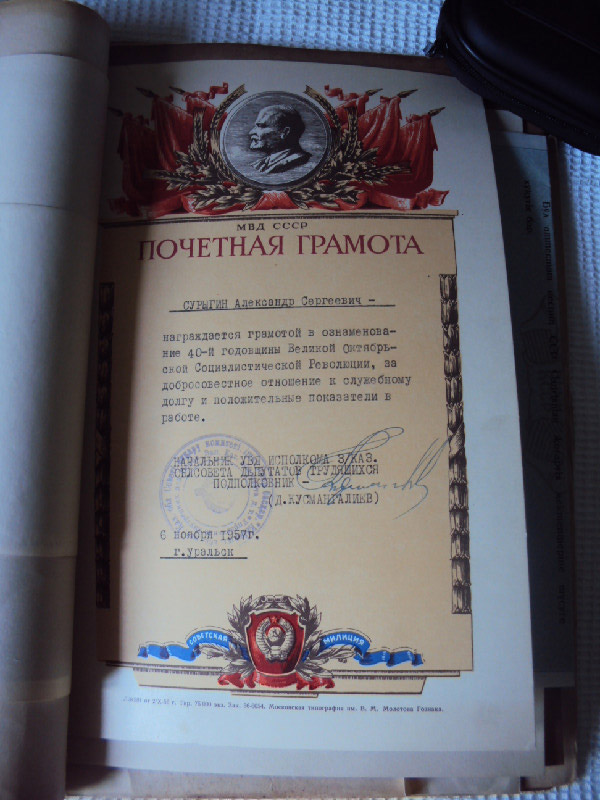 МВД СССР
ПОЧЕТНАЯ ГРАМОТА
СУРЫГИН Александр Сергеевич -
награждается грамотой в ознаменова-
ние 40-й годовщины Великой Октябрь-
ской Социалистической Революции, за
добросовестное отношение к служебному
долгу и положительные показатели в
работе.
НАЧАЛЬНИК УВД ИСПОЛКОМА З/КАЗ.
ОБЛСОВЕТА ДЕПУТАТОВ ТРУДЯЩИХСЯ
ПОДПОЛКОВНИК -
(Д.КУСМАНГАЛИЕВ)
6 ноября 1957г.
г.Уральск
СОВЕТСКАЯ МИЛИЦИЯ
Московская типография им.